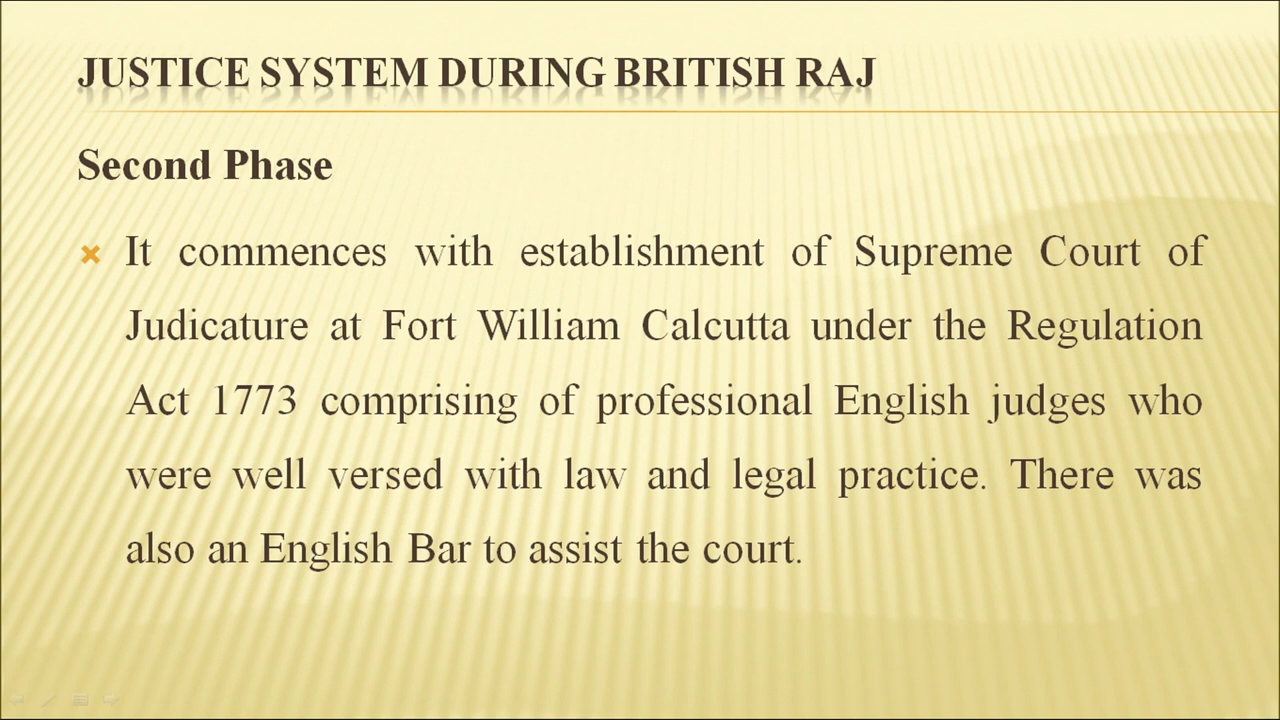 JUSTICE SYSTEM DURING BRITISH RAJ
Second Phase
It commences with establishment of Supreme Court of
Judicature at Fort William Calcutta under the Regulation
Act 1773 comprising of professional English judges who
were well versed with law and legal practice. There was
also an English Bar to assist the court.